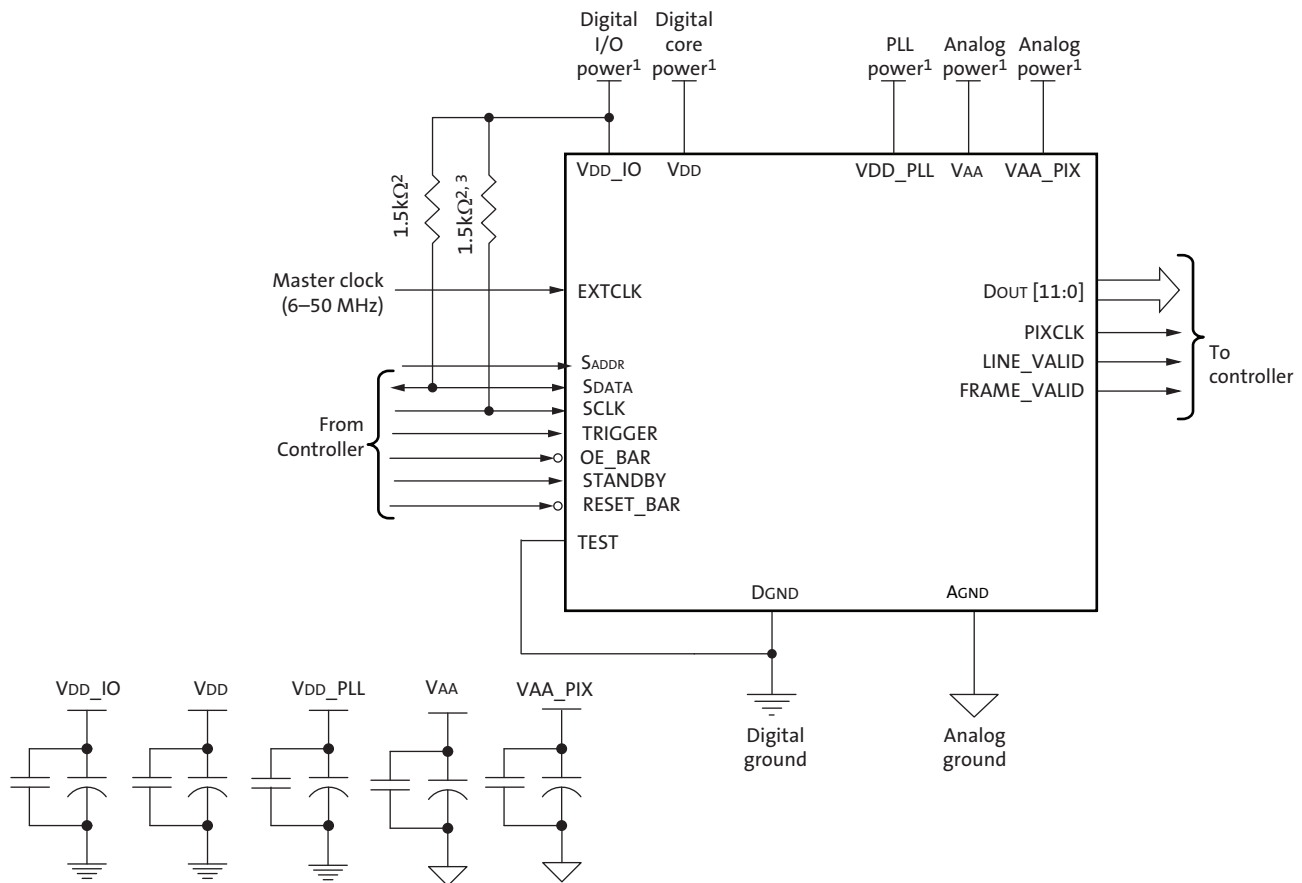 Digital
I/O
power1
Digital
core
power1
PLL
power1
Analog
power1
Analog
power1
VDD_IO
VDD
VDD_PLL
VAA
VAA_PIX
1.5kΩ2
1.5kΩ2, 3
Master clock
(6–50 MHz)
EXTCLK
SADDR
SDATA
SCLK
TRIGGER
OE_BAR
STANDBY
RESET_BAR
TEST
From
Controller
DOUT [11:0]
PIXCLK
LINE_VALID
FRAME_VALID
To
controller
DGND
AGND
Digital
ground
Analog
ground
VDD_IO
VDD
VDD_PLL
VAA
VAA_PIX